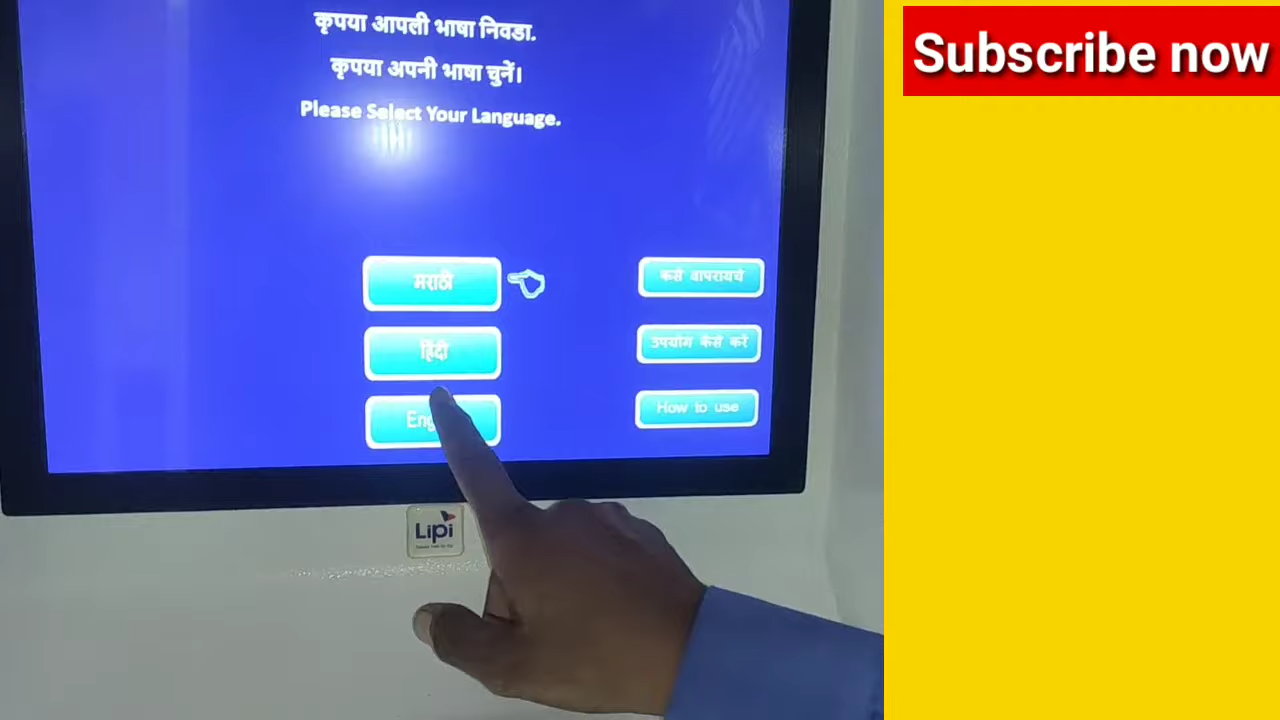 कृपया आपली भाषा निवडा.
Subscribe now
कृपया अपनी भाषा चुनें।
Please Select Your Language.
मराठी
कसे वापरायचे
हिंदी
उपयोग कैसे करें
How to use
Lipi